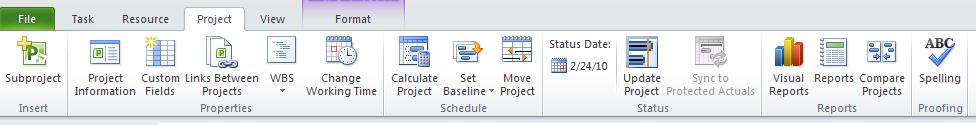 File Task Resource Project View Format
Status Date:
2/24/10
Subproject
Project Information
Custom Fields
Links Between Projects
WBS
Change Working Time
Calculate Project
Set Baseline
Move Project
Update Project
Sync to Protected Actuals
Visual Reports
Reports
Compare Projects
ABC
Spelling
Insert Properties Schedule Status Reports Proofing